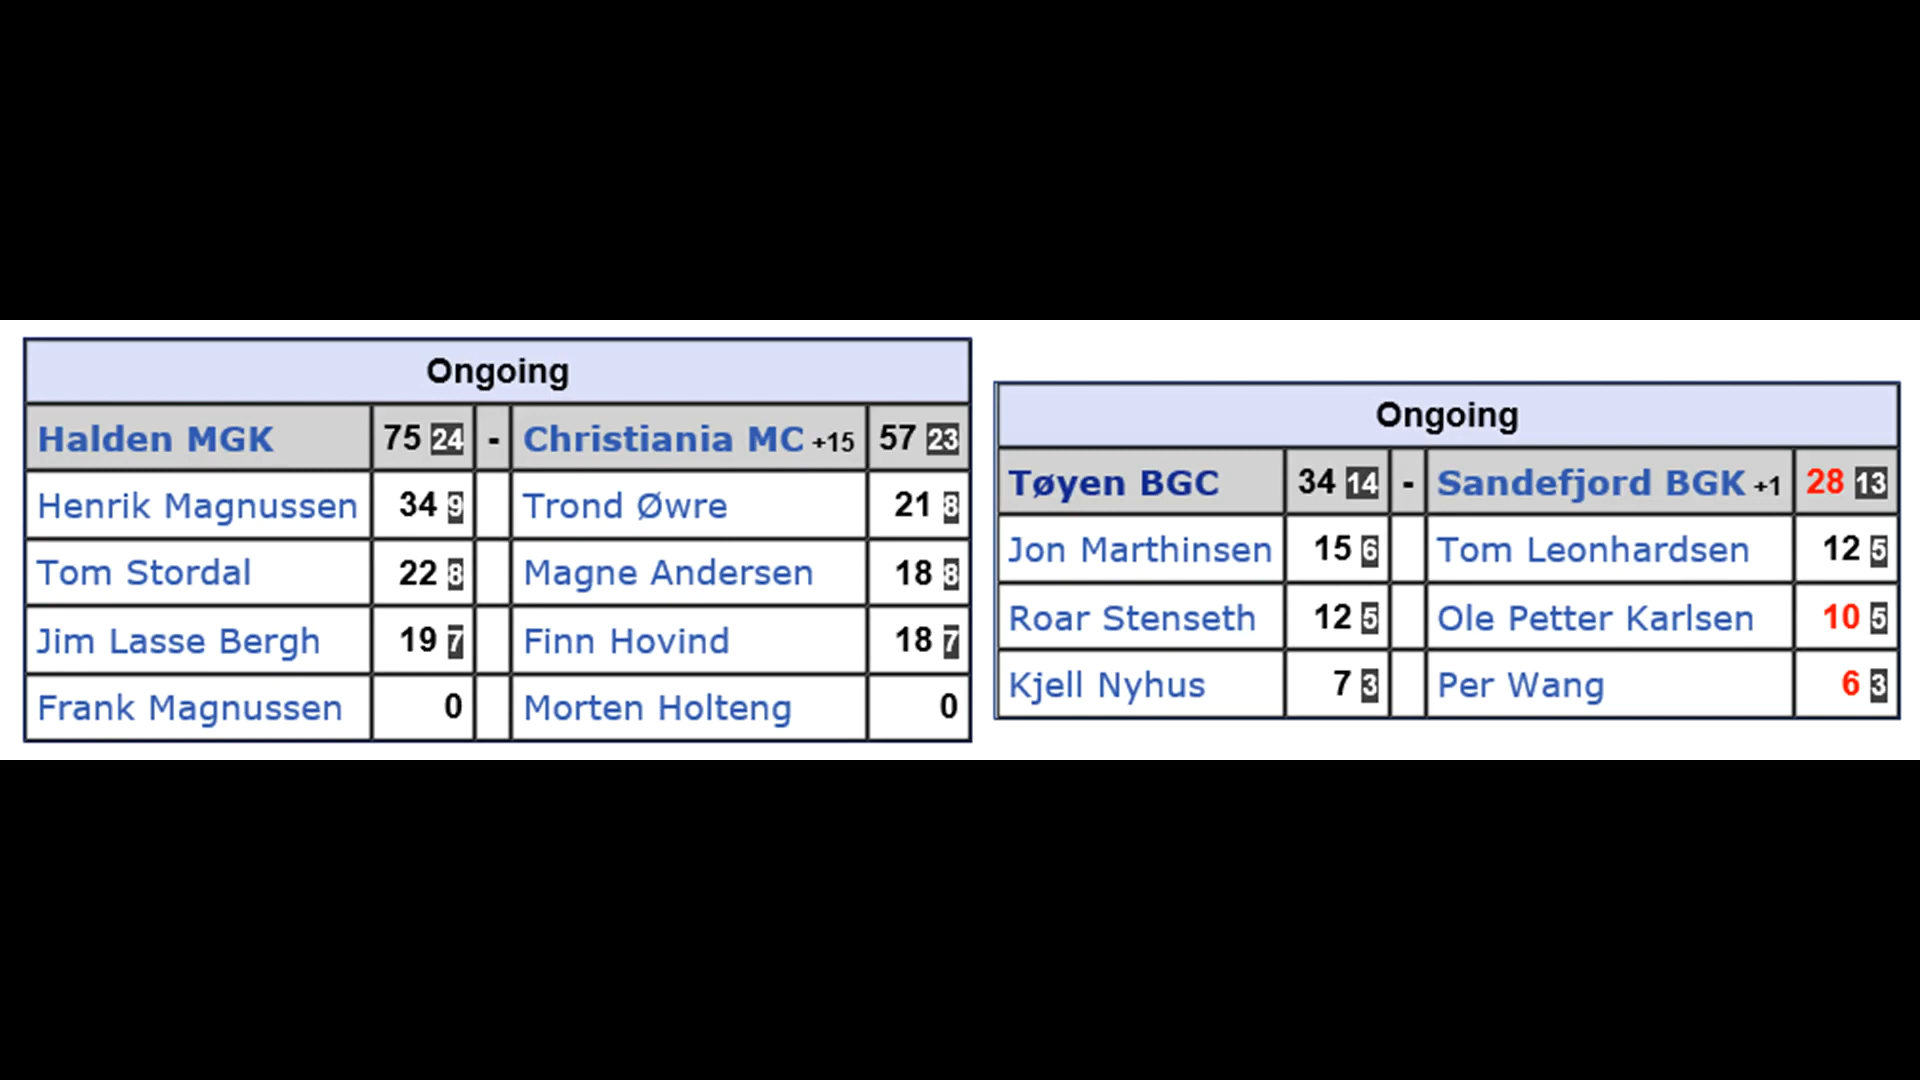 Ongoing
Halden MGK 75 24 - Christiania MC +15 57 23
Henrik Magnussen 34 9 Trond Øwre 21 8
Tom Stordal 22 8 Magne Andersen 18 8
Jim Lasse Bergh 19 7 Finn Hovind 18 7
Frank Magnussen 0 Morten Holteng 0
Ongoing
Tøyen BGC 34 14 - Sandefjord BGK +1 28 13
Jon Marthinsen 15 6 Tom Leonhardsen 12 5
Roar Stenseth 12 5 Ole Petter Karlsen 10 5
Kjell Nyhus 7 3 Per Wang 6 3